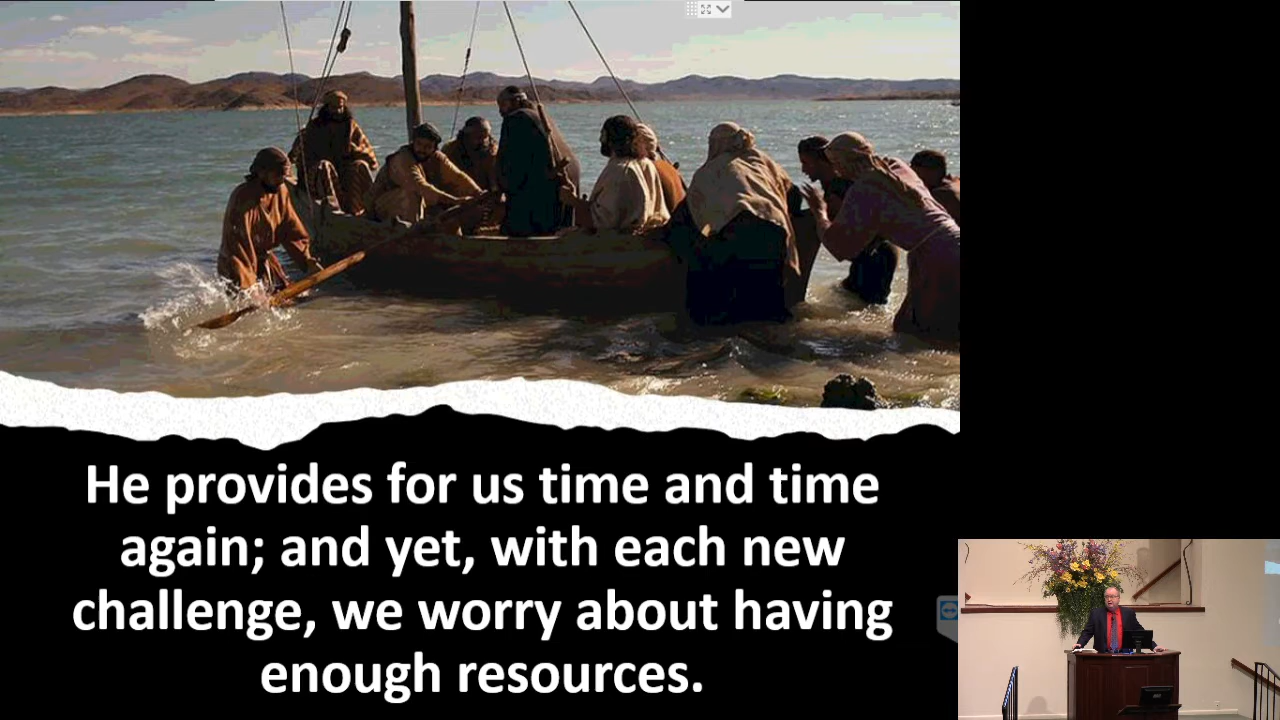 He provides for us time and time
again; and yet, with each new
challenge, we worry about having
enough resources.